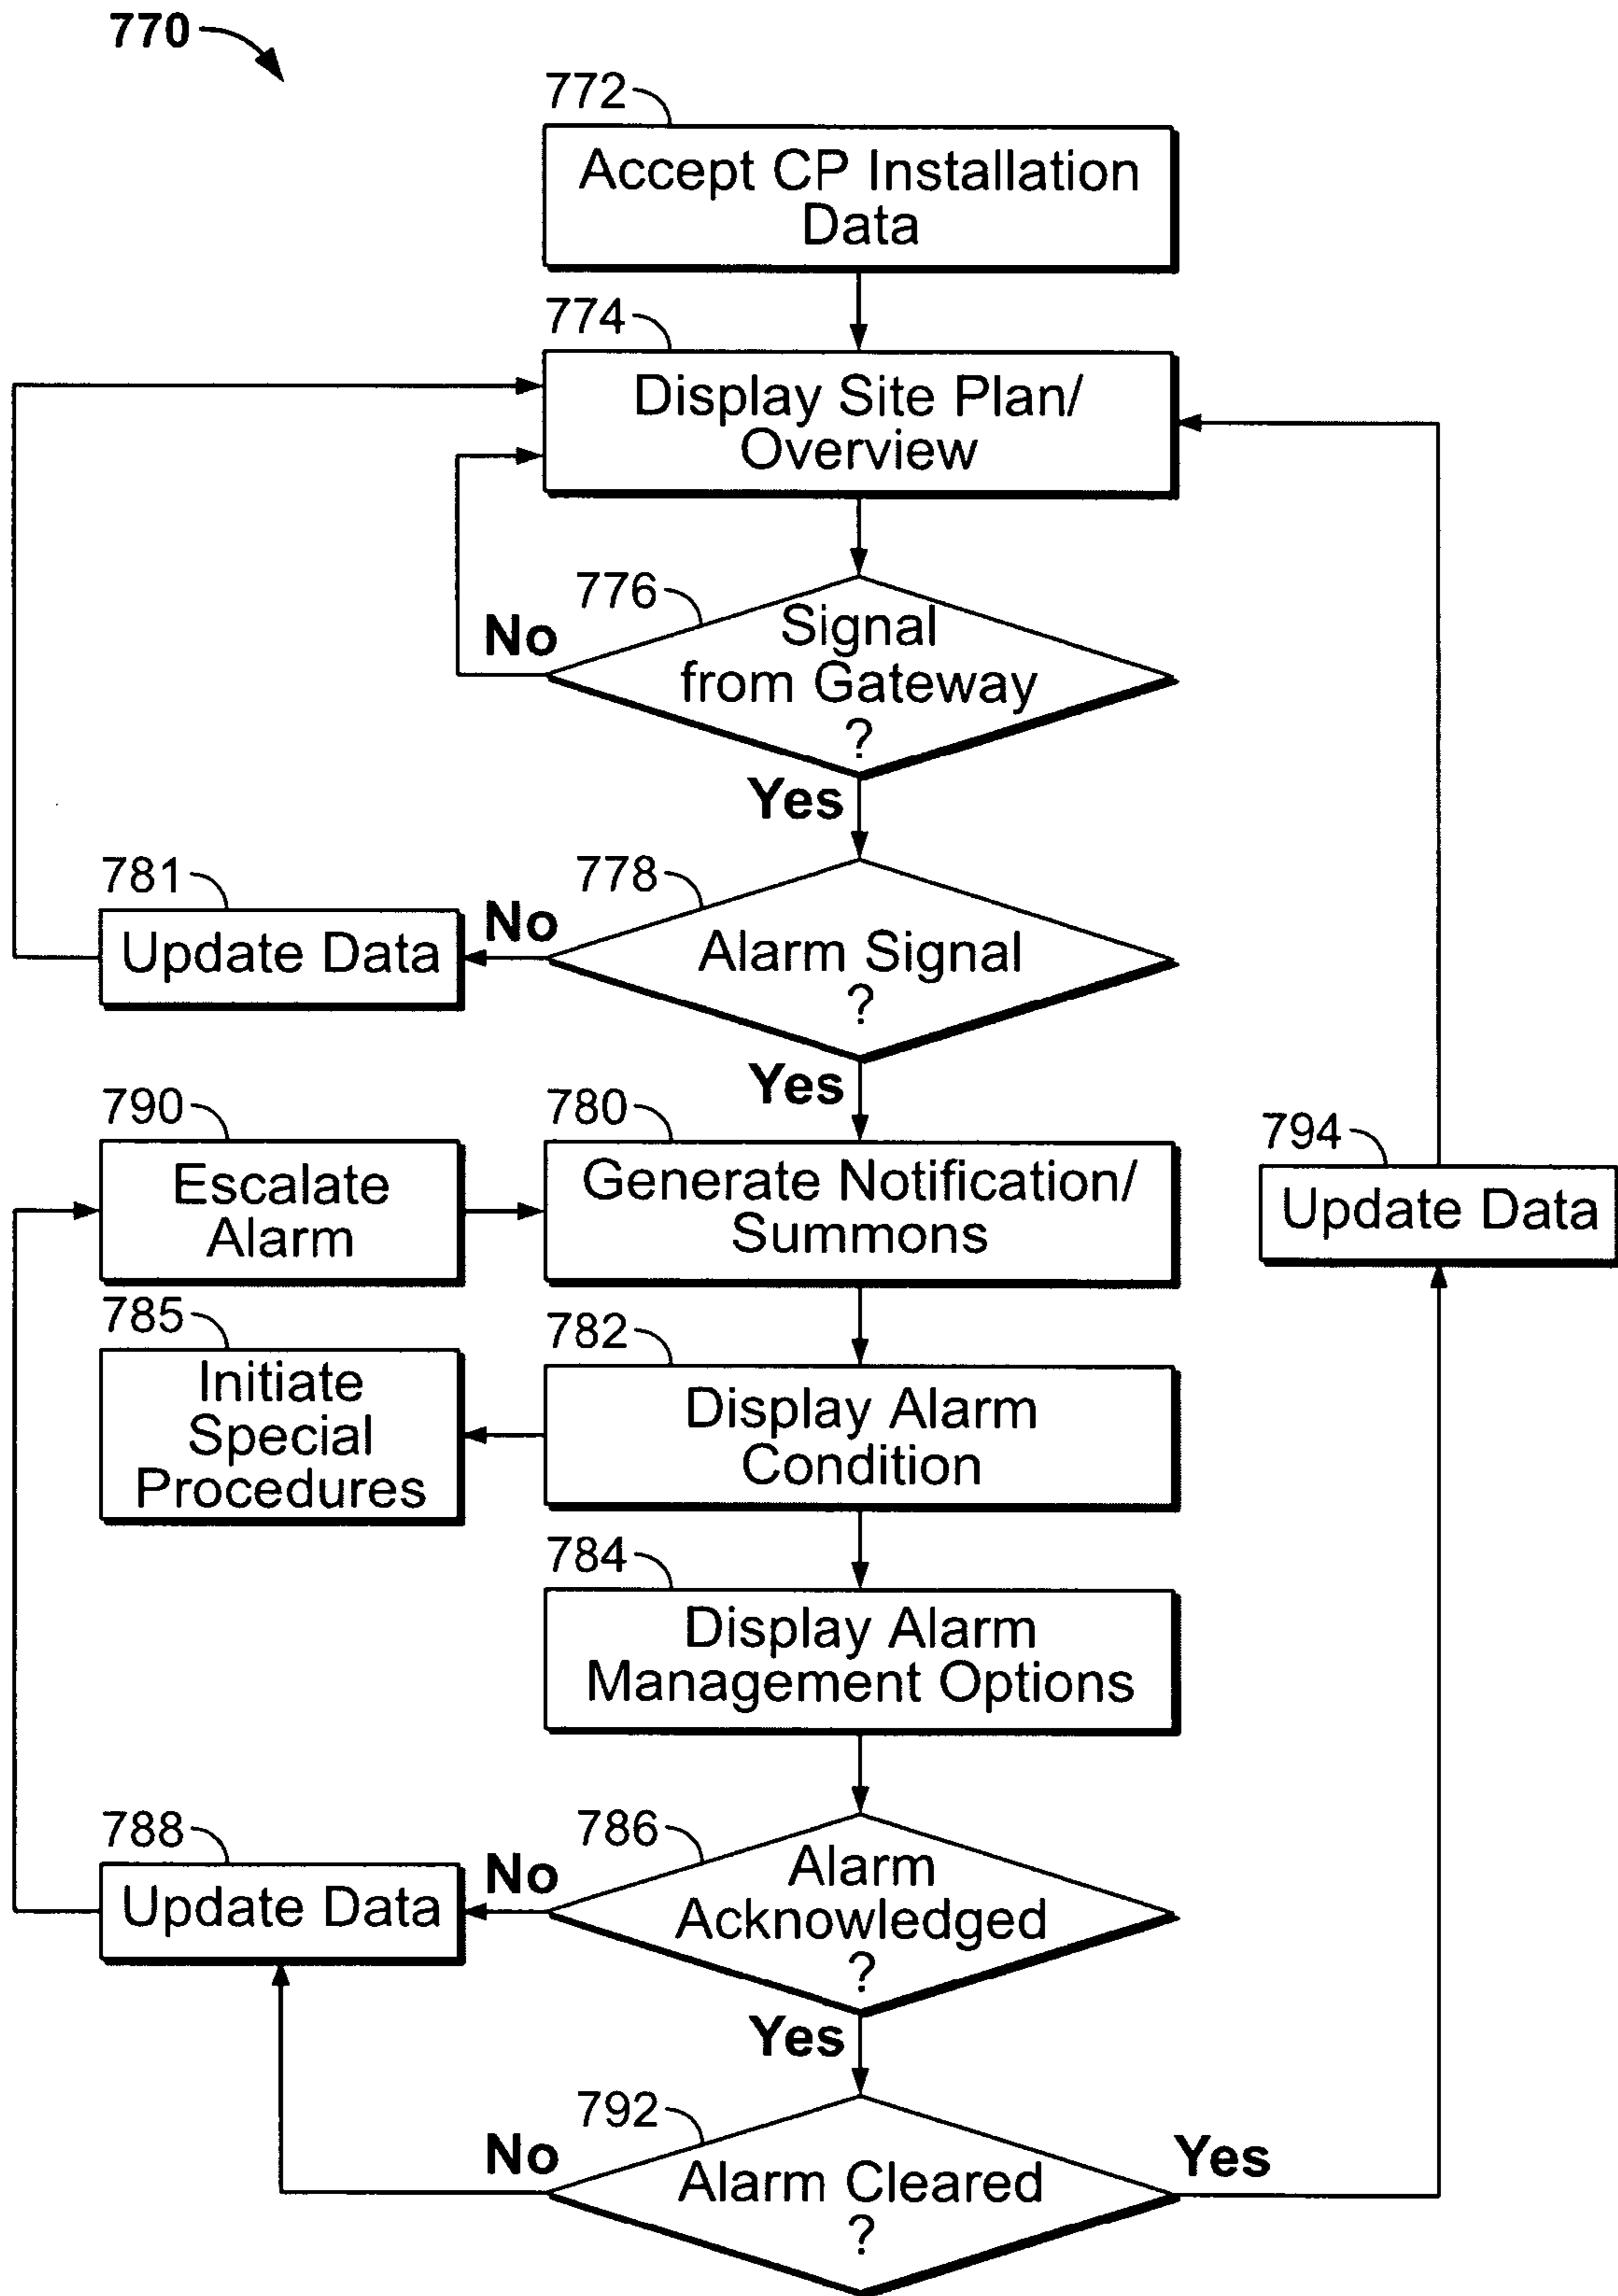 770
772
Accept CP Installation
Data
774
Display Site Plan/
Overview
776
Signal
from Gateway
?
No
Yes
781
Update Data
No
778
Alarm Signal
?
Yes
790
Escalate
Alarm
780
Generate Notification/
Summons
794
Update Data
785
Initiate
Special
Procedures
782
Display Alarm
Condition
784
Display Alarm
Management Options
788
Update Data
No
786
Alarm
Acknowledged
?
Yes
792
No
Alarm Cleared
?
Yes